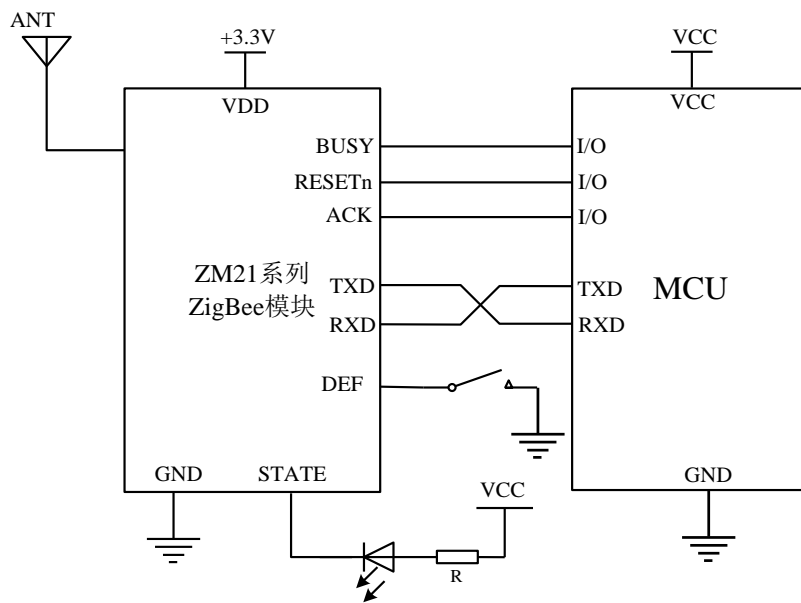 ANT
+3.3V
VCC
VDD
VCC
BUSY
I/O
RESETn
I/O
ACK
I/O
ZM21系列
ZigBee模块
TXD
TXD
MCU
RXD
RXD
DEF
GND
STATE
VCC
GND
R